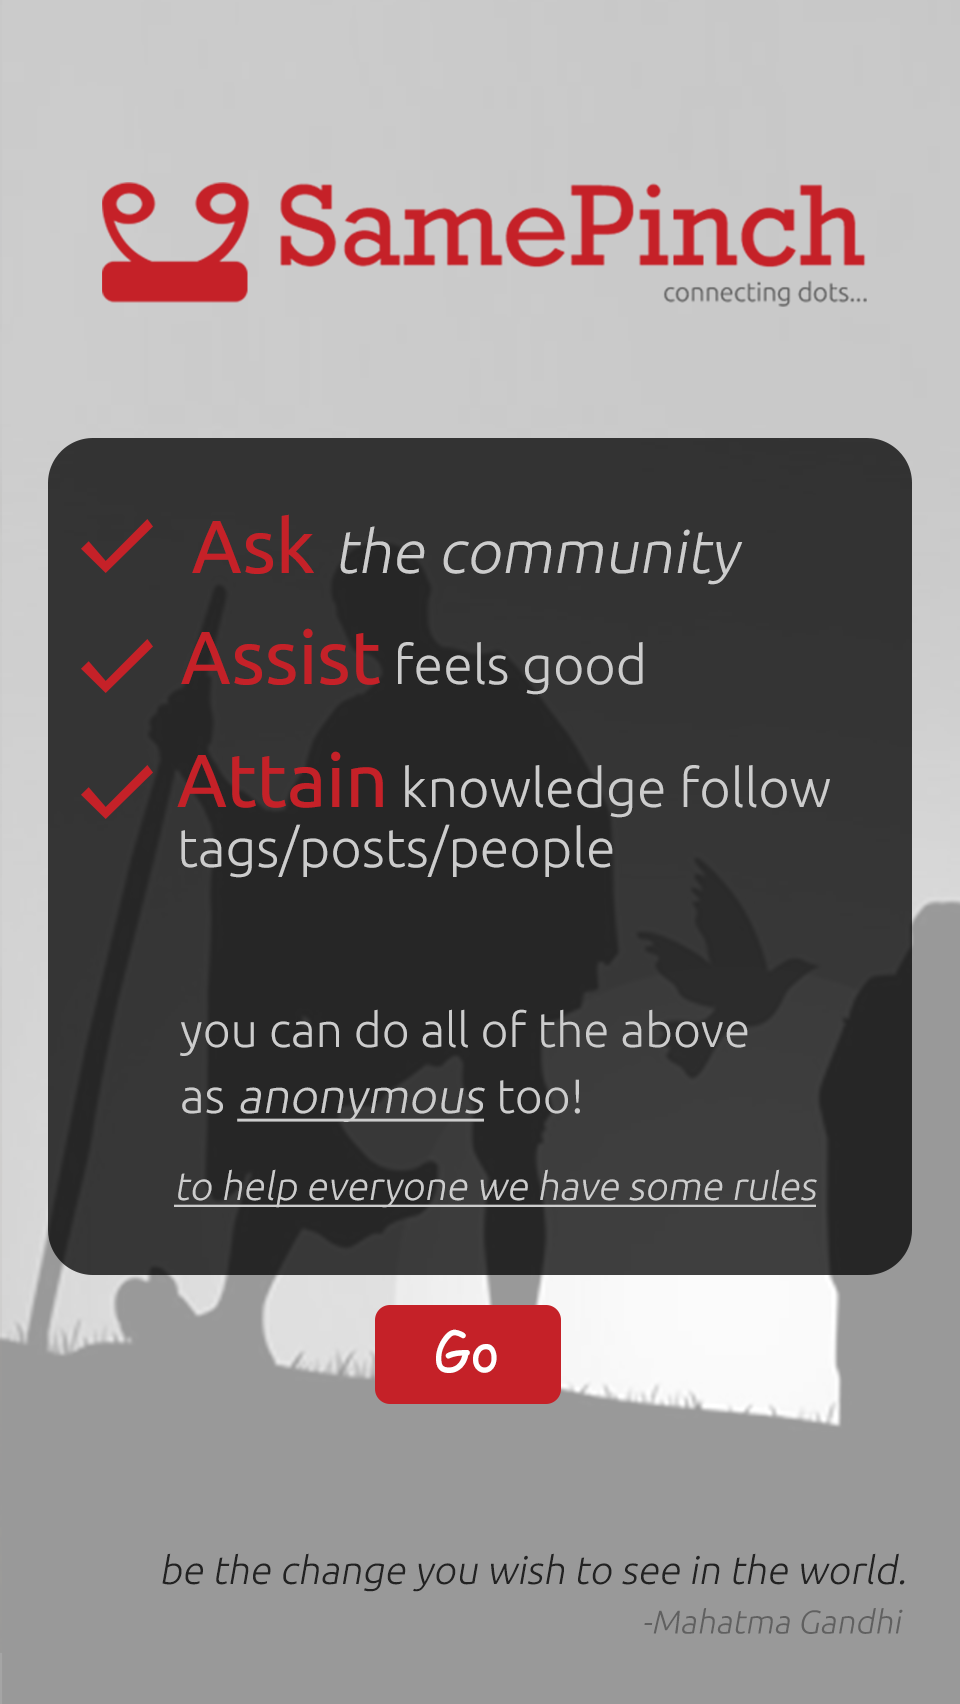 SamePinch
connecting dots...
Ask the community
Assist feels good
Attain knowledge follow
tags/posts/people
you can do all of the above
as anonymous too!
to help everyone we have some rules
Go
be the change you wish to see in the world.
-Mahatma Gandhi